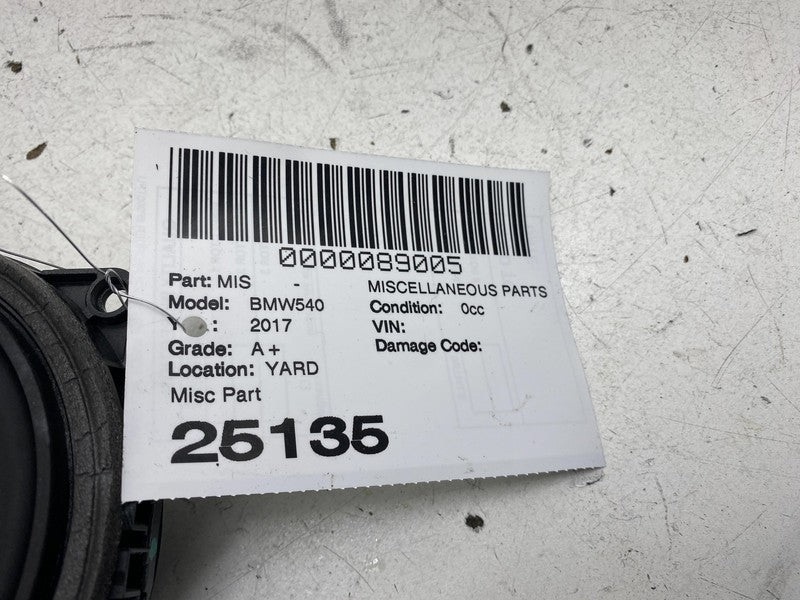 0000089005
Part: MIS - MISCELLANEOUS PARTS
Model: BMW540 Condition: 0cc
Y : 2017 VIN:
Grade: A+ Damage Code:
Location: YARD
Misc Part
25135